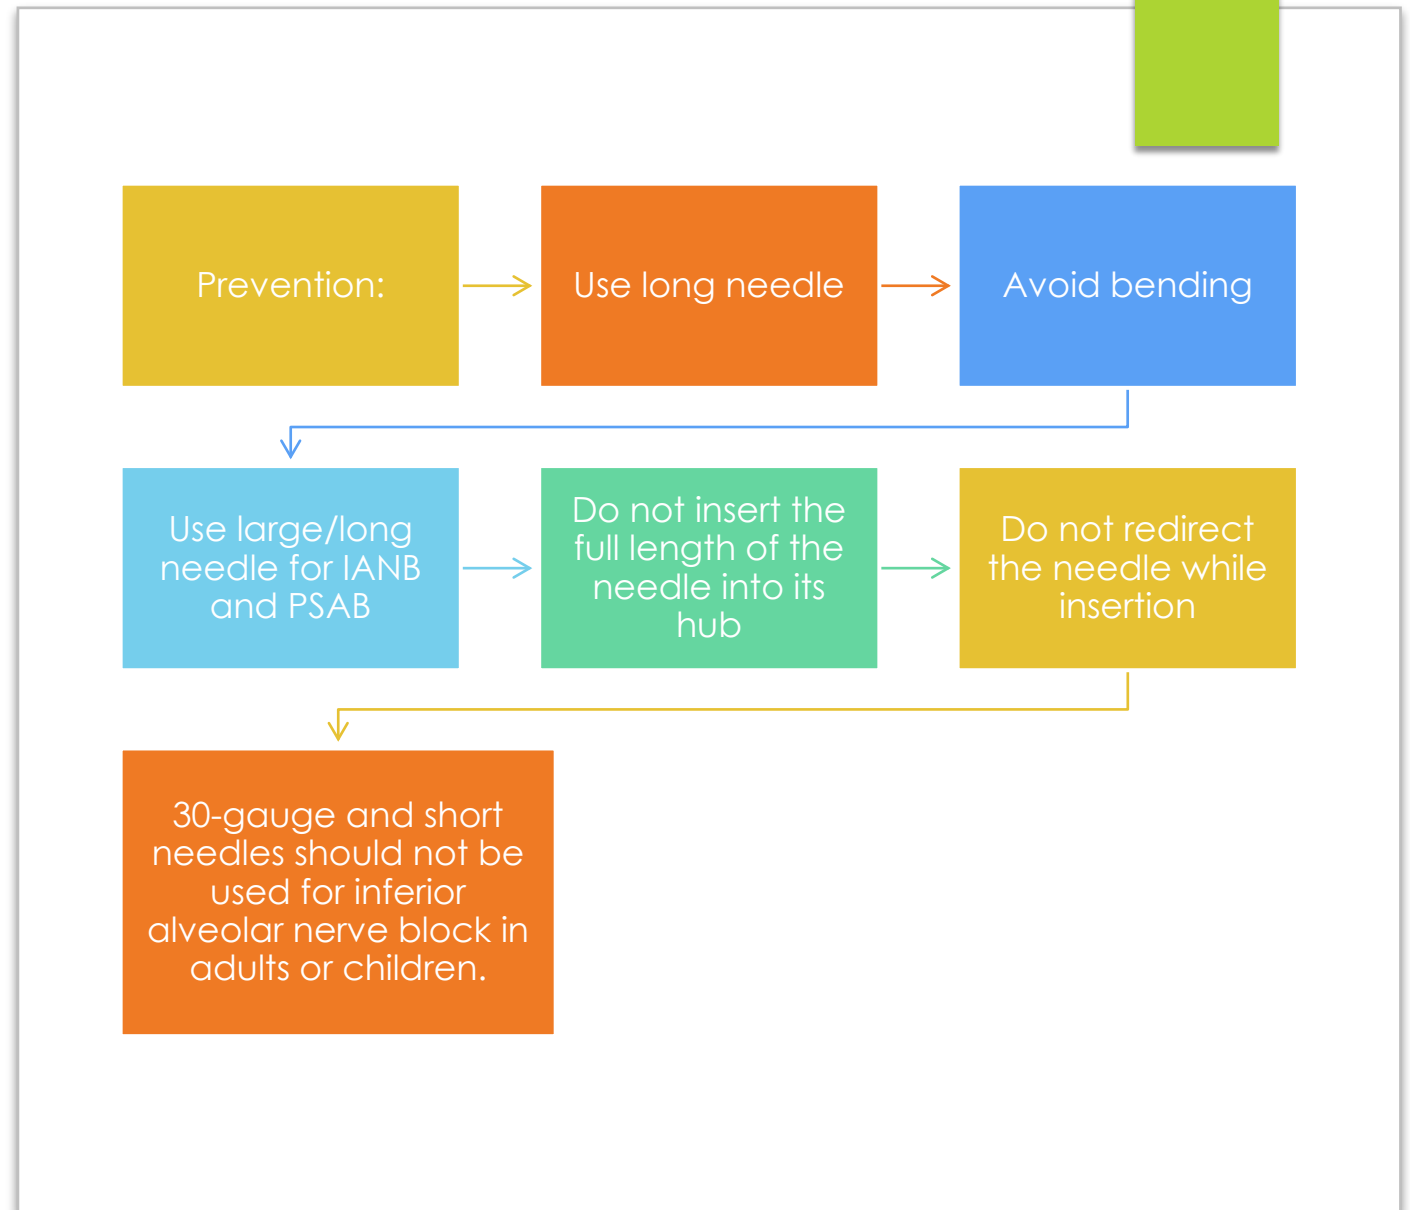 Prevention:
Use long needle
Avoid bending
Use large/long
needle for IANB
and PSAB
Do not insert the
full length of the
needle into its
hub
Do not redirect
the needle while
insertion
30-gauge and short
needles should not be
used for inferior
alveolar nerve block in
adults or children.